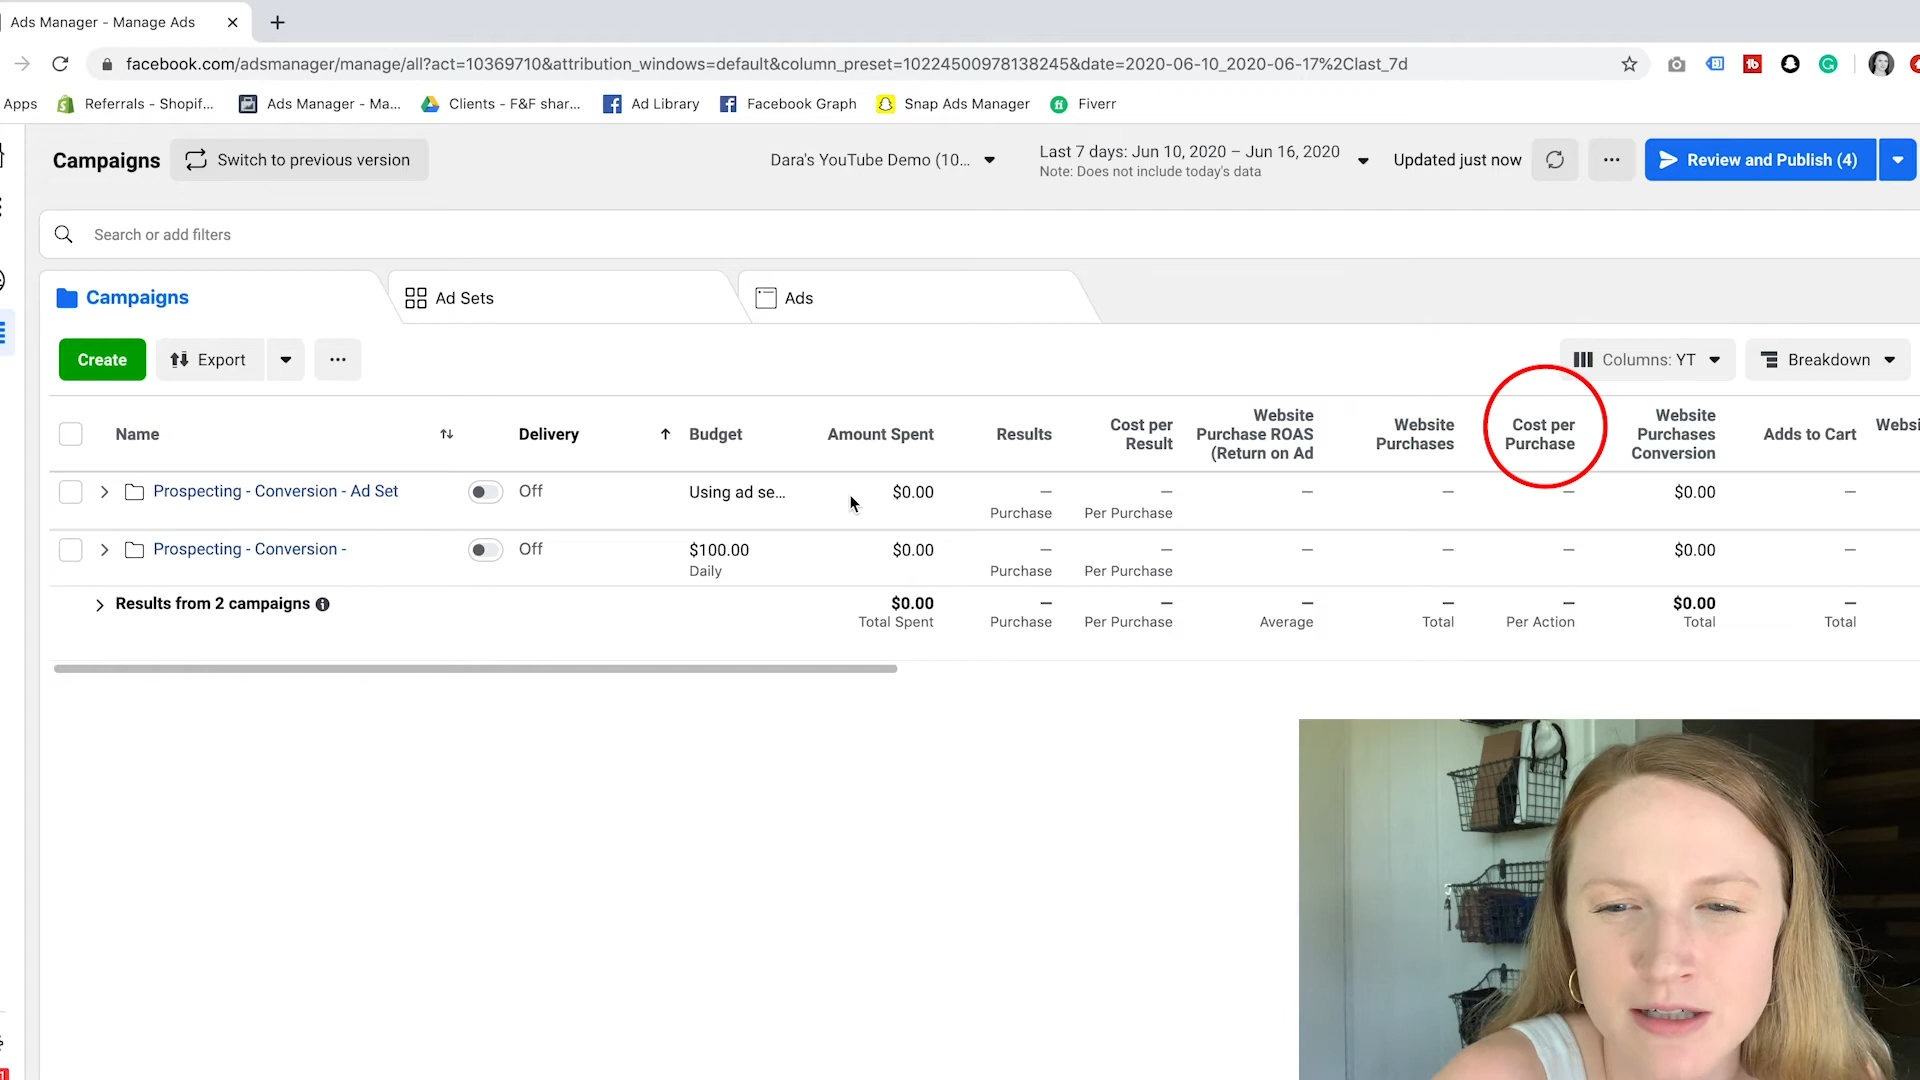 Ads Manager - Manage Ads
facebook.com/adsmanager/manage/all?act=10369710&attribution_windows=default&column_preset=10224500978138245&date=2020-06-10_2020-06-17%2Clast_7d
Apps Referrals - Shopif... Ads Manager - Ma... Clients - F&F shar... Ad Library Facebook Graph Snap Ads Manager Fiverr
Campaigns Switch to previous version Dara's YouTube Demo (10... Last 7 days: Jun 10, 2020 – Jun 16, 2020 Updated just now Review and Publish (4)
Note: Does not include today's data
Search or add filters
Campaigns Ad Sets Ads
Create Export Columns: YT Breakdown
Name Delivery Budget Amount Spent Results Cost per Result Website Purchase ROAS (Return on Ad Website Purchases Cost per Purchase Website Purchases Conversion Adds to Cart Websi
Prospecting - Conversion - Ad Set Off Using ad se... $0.00 — — — — — $0.00 —
Purchase Per Purchase
Prospecting - Conversion - Off $100.00 $0.00 — — — — — $0.00 —
Daily Purchase Per Purchase
Results from 2 campaigns $0.00 — — — — — $0.00 —
Total Spent Purchase Per Purchase Average Total Per Action Total Total